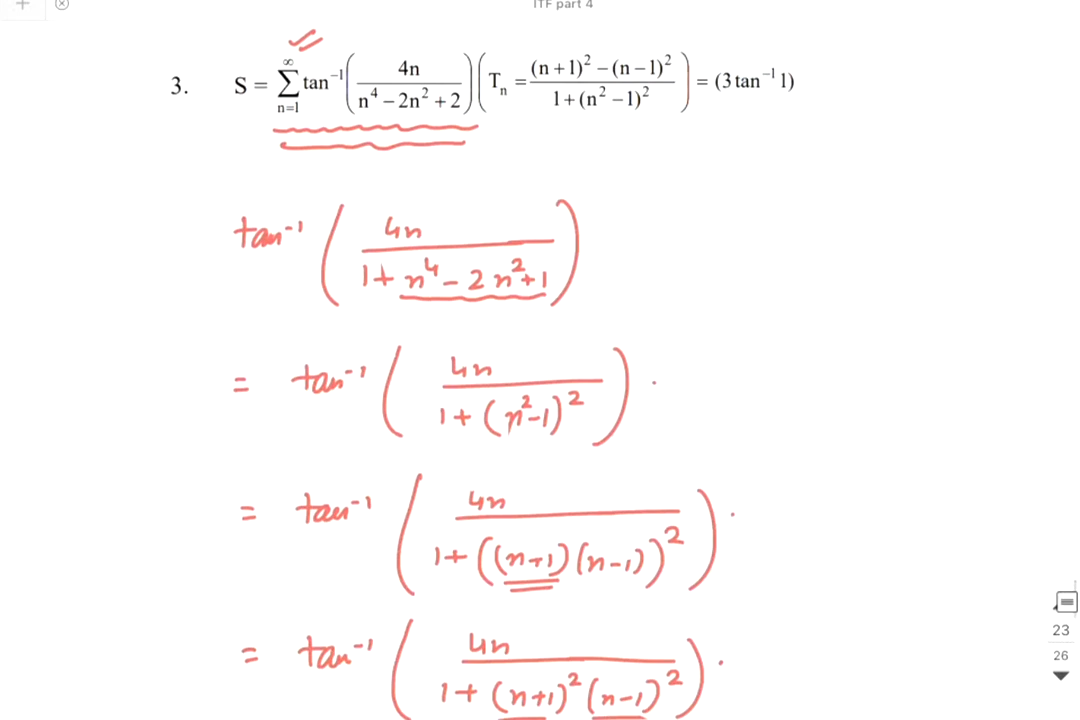 ITF part 4
3. S = ∑_{n=1}^{∞} tan⁻¹(4n / (n⁴ − 2n² + 2)) (Tₙ = ((n+1)² − (n−1)²) / (1 + (n² − 1)²)) = (3 tan⁻¹ 1)
tan⁻¹ (4n / (1 + n⁴ − 2n² + 1))
= tan⁻¹ (4n / (1 + (n² − 1)²)) .
= tan⁻¹ (4n / (1 + ((n+1)(n−1))²)) .
23
= tan⁻¹ (4n / (1 + (n+1)² (n−1)²)) .
26